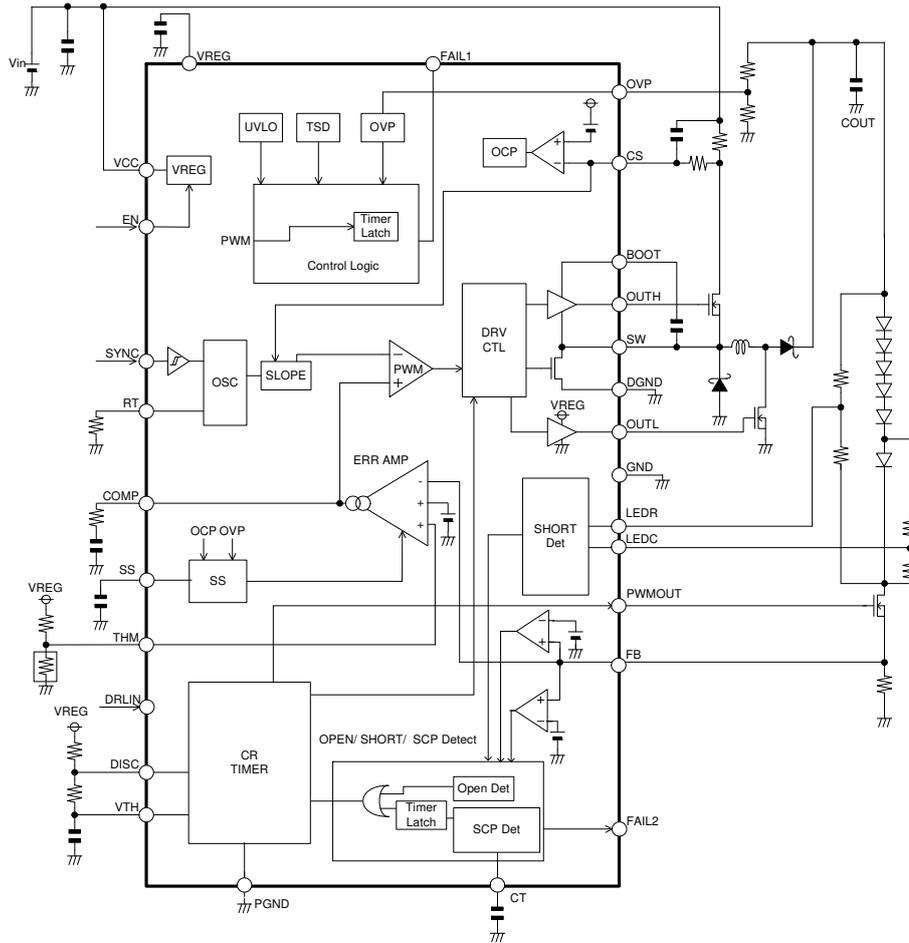 Vin
VREG
FAIL1
OVP
COUT
UVLO
TSD
OVP
OCP
CS
VCC
VREG
EN
PWM
Timer
Latch
Control Logic
BOOT
OUTH
DRV
CTL
SW
SYNC
OSC
SLOPE
PWM
DGND
RT
VREG
OUTL
ERR AMP
GND
COMP
LEDR
SHORT
Det
LEDC
OCP OVP
SS
SS
VREG
PWMOUT
THM
FB
DRLIN
VREG
OPEN/ SHORT/ SCP Detect
CR
TIMER
DISC
Open Det
Timer
Latch
SCP Det
VTH
FAIL2
PGND
CT